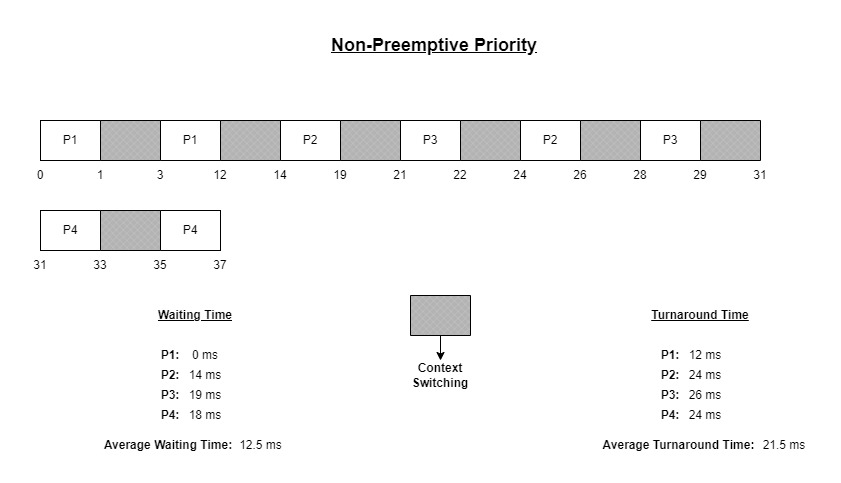 Non-Preemptive Priority
P1 P1 P2 P3 P2 P3
0 1 3 12 14 19 21 22 24 26 28 29 31
P4 P4
31 33 35 37
Waiting Time
P1: 0 ms
P2: 14 ms
P3: 19 ms
P4: 18 ms
Average Waiting Time: 12.5 ms
Context
Switching
Turnaround Time
P1: 12 ms
P2: 24 ms
P3: 26 ms
P4: 24 ms
Average Turnaround Time: 21.5 ms